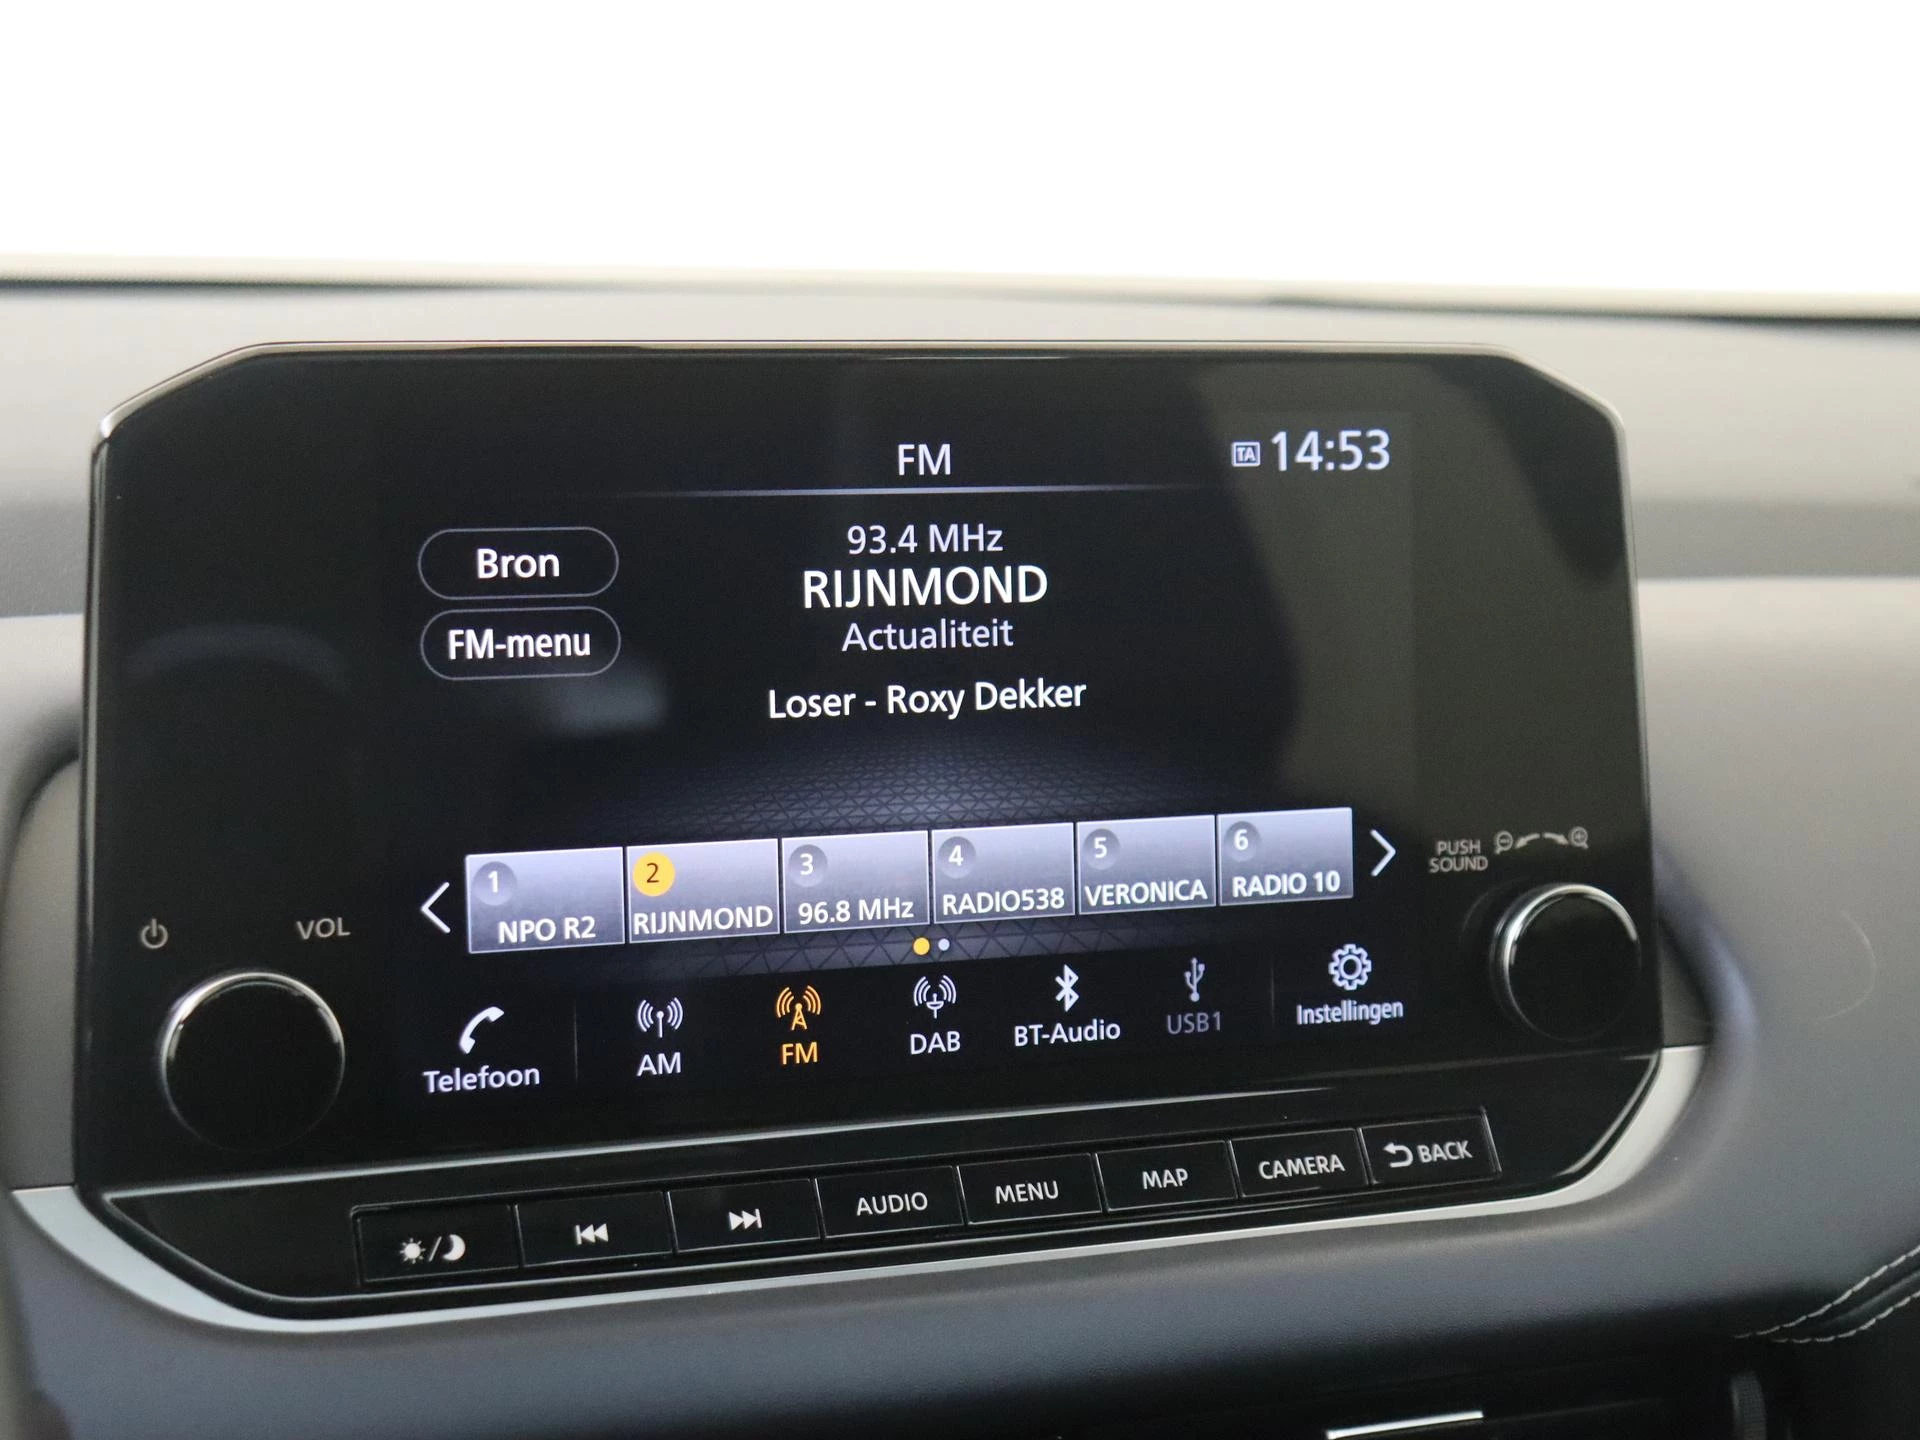 FM
TA 14:53
Bron
FM-menu
93.4 MHz
RIJNMOND
Actualiteit
Loser - Roxy Dekker
1 NPO R2
2 RIJNMOND
3 96.8 MHz
4 RADIO538
5 VERONICA
6 RADIO 10
VOL
PUSH
SOUND
Telefoon
AM
FM
DAB
BT-Audio
USB1
Instellingen
AUDIO
MENU
MAP
CAMERA
BACK